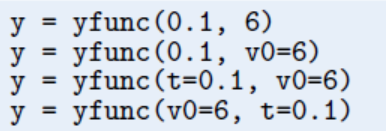 y = yfunc(0.1, 6)
y = yfunc(0.1, v0=6)
y = yfunc(t=0.1, v0=6)
y = yfunc(v0=6, t=0.1)